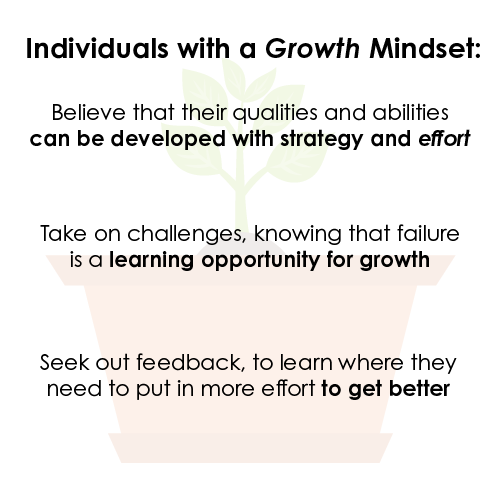 Individuals with a Growth Mindset:
Believe that their qualities and abilities
can be developed with strategy and effort
Take on challenges, knowing that failure
is a learning opportunity for growth
Seek out feedback, to learn where they
need to put in more effort to get better